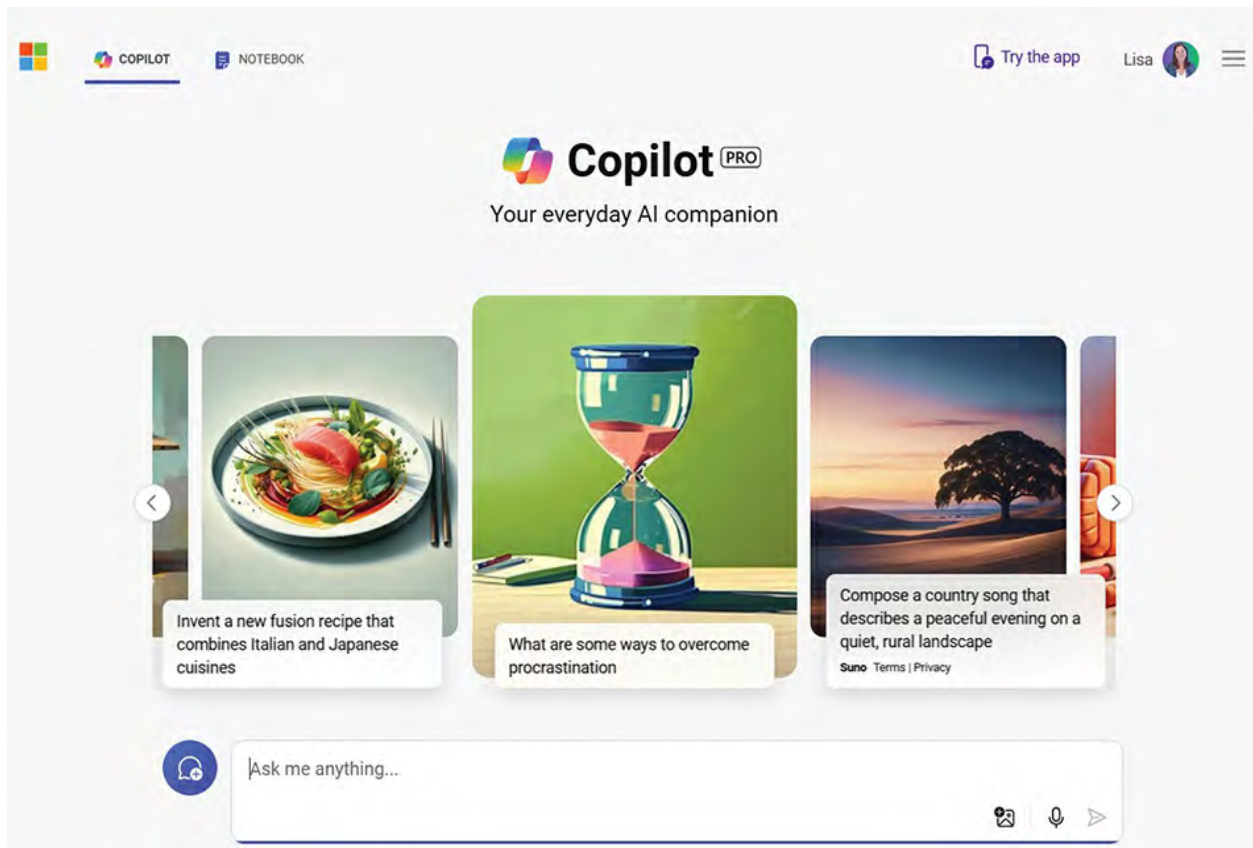 COPILOT
NOTEBOOK
Try the app
Lisa
Copilot PRO
Your everyday AI companion
Invent a new fusion recipe that
combines Italian and Japanese
cuisines
What are some ways to overcome
procrastination
Compose a country song that
describes a peaceful evening on a
quiet, rural landscape
Suno Terms | Privacy
Ask me anything...